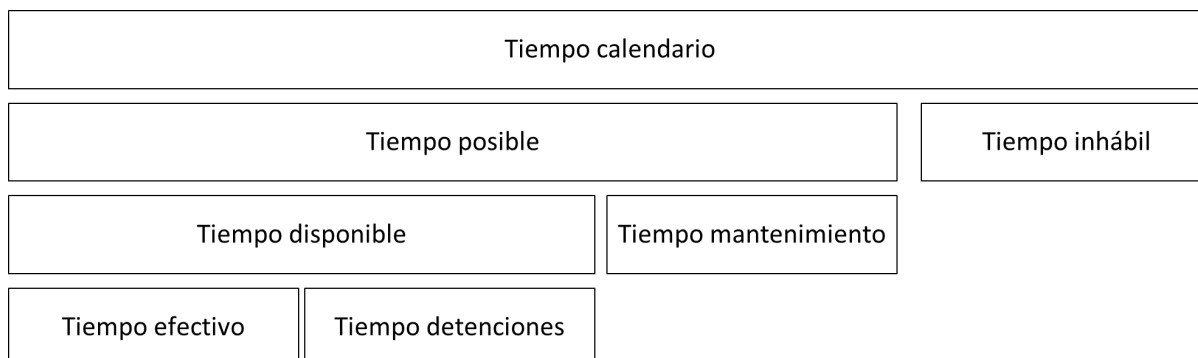 Tiempo calendario
Tiempo posible
Tiempo inhábil
Tiempo disponible
Tiempo mantenimiento
Tiempo efectivo
Tiempo detenciones